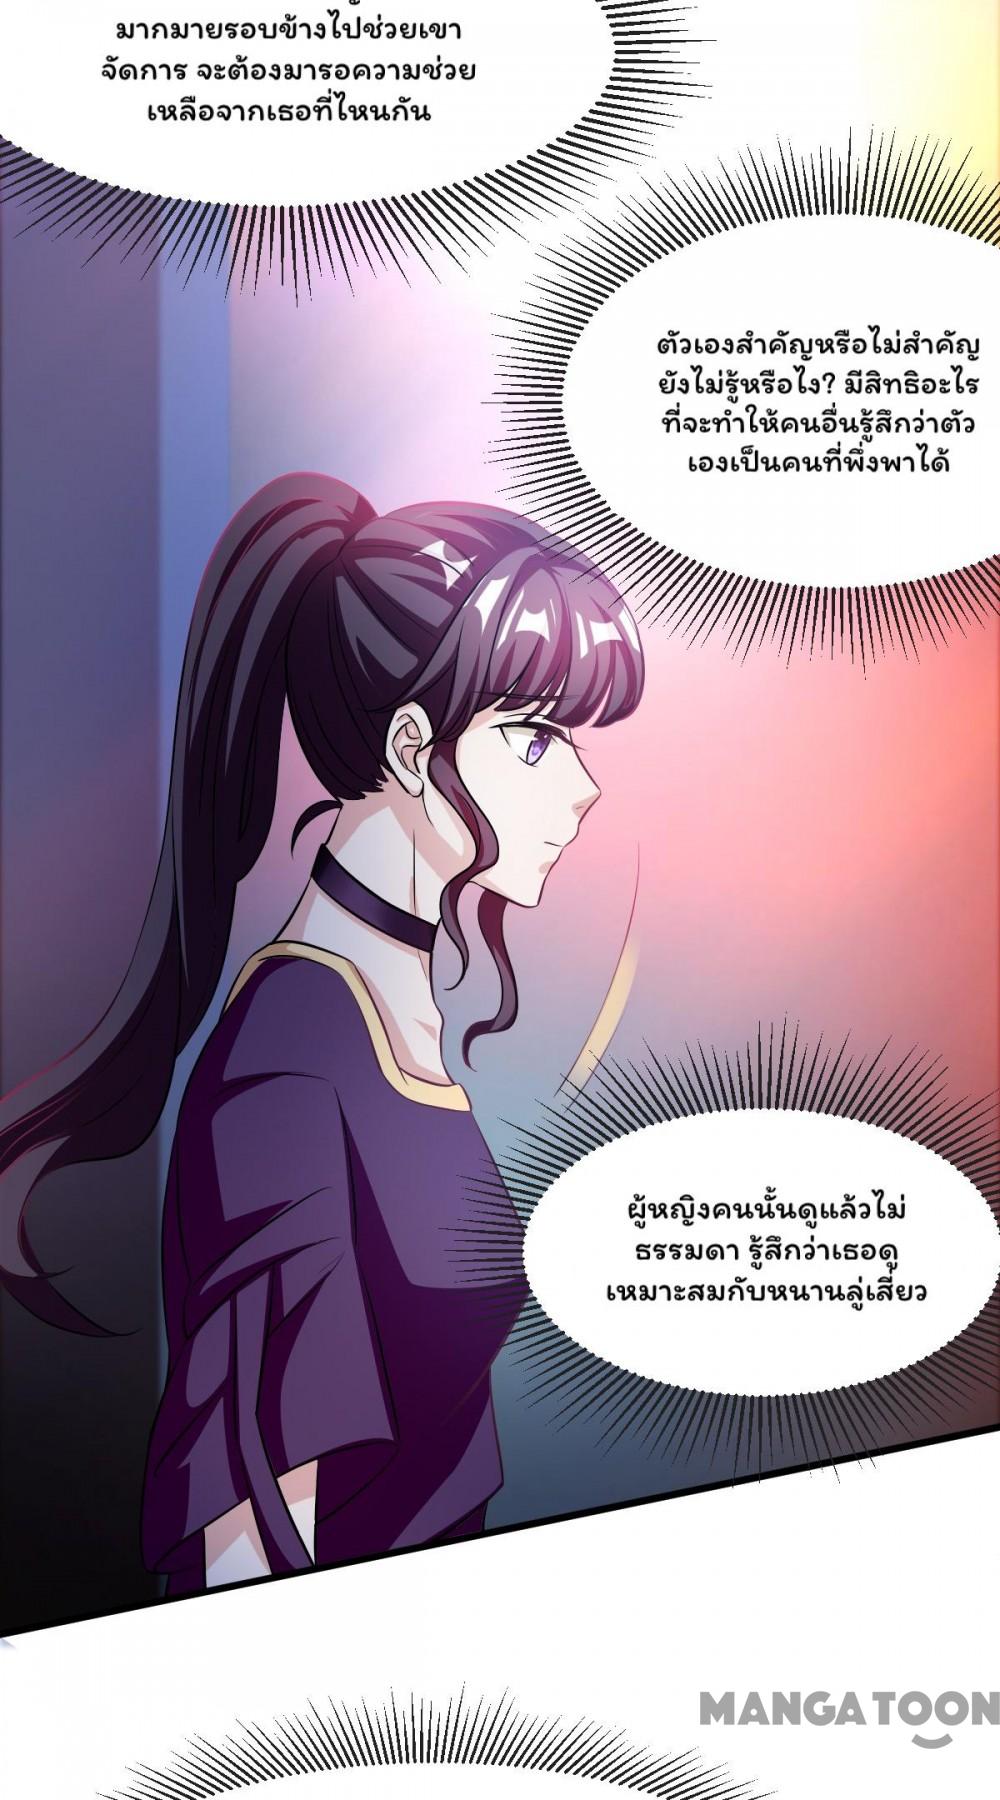 มากมายรอบข้างไปช่วยเขา
จัดการ จะต้องมารอความช่วย
เหลือจากเธอที่ไหนกัน
ตัวเองสำคัญหรือไม่สำคัญ
ยังไม่รู้หรือไง? มีสิทธิอะไร
ที่จะทำให้คนอื่นรู้สึกว่าตัว
เองเป็นคนที่พึ่งพาได้
ผู้หญิงคนนั้นดูแล้วไม่
ธรรมดา รู้สึกว่าเธอดู
เหมาะสมกับหนานลู่เสี่ยว
MANGATOON